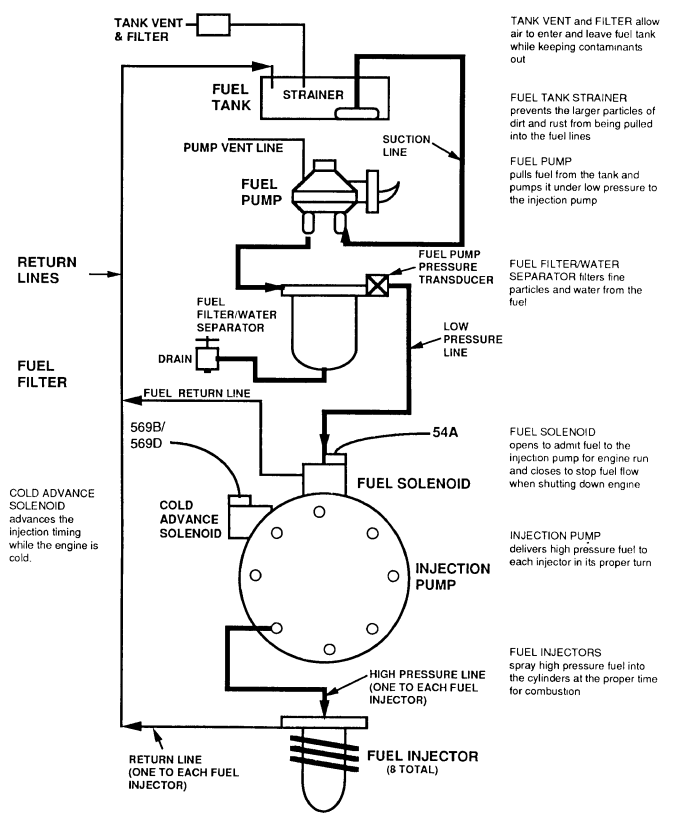 TANK VENT
& FILTER
TANK VENT and FILTER allow
air to enter and leave fuel tank
while keeping contaminants
out
FUEL
TANK
STRAINER
FUEL TANK STRAINER
prevents the larger particles of
dirt and rust from being pulled
into the fuel lines
SUCTION
LINE
PUMP VENT LINE
FUEL
PUMP
FUEL PUMP
pulls fuel from the tank and
pumps it under low pressure to
the injection pump
RETURN
LINES
FUEL PUMP
PRESSURE
TRANSDUCER
FUEL FILTER/WATER
SEPARATOR filters fine
particles and water from the
fuel
FUEL
FILTER/WATER
SEPARATOR
LOW
PRESSURE
LINE
DRAIN
FUEL
FILTER
FUEL RETURN LINE
569B/
569D
54A
FUEL SOLENOID
opens to admit fuel to the
injection pump for engine run
and closes to stop fuel flow
when shutting down engine
FUEL SOLENOID
COLD ADVANCE
SOLENOID
advances the
injection timing
while the engine is
cold.
COLD
ADVANCE
SOLENOID
INJECTION
PUMP
INJECTION PUMP
delivers high pressure fuel to
each injector in its proper turn
FUEL INJECTORS
spray high pressure fuel into
the cylinders at the proper time
for combustion
HIGH PRESSURE LINE
(ONE TO EACH FUEL
INJECTOR)
FUEL INJECTOR
(8 TOTAL)
RETURN LINE
(ONE TO EACH FUEL
INJECTOR)